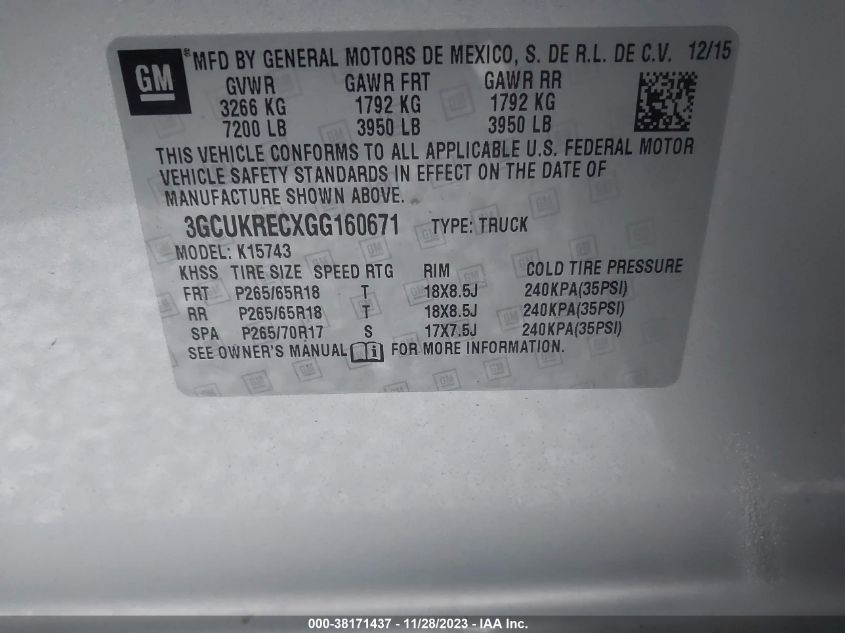 GM ® MFD BY GENERAL MOTORS DE MEXICO, S. DE R.L. DE C.V. 12/15
GVWR GAWR FRT GAWR RR
3266 KG 1792 KG 1792 KG
7200 LB 3950 LB 3950 LB
THIS VEHICLE CONFORMS TO ALL APPLICABLE U.S. FEDERAL MOTOR
VEHICLE SAFETY STANDARDS IN EFFECT ON THE DATE OF
MANUFACTURE SHOWN ABOVE.
3GCUKRECXGG160671 TYPE: TRUCK
MODEL: K15743
KHSS TIRE SIZE SPEED RTG RIM COLD TIRE PRESSURE
FRT P265/65R18 T 18X8.5J 240KPA(35PSI)
RR P265/65R18 T 18X8.5J 240KPA(35PSI)
SPA P265/70R17 S 17X7.5J 240KPA(35PSI)
SEE OWNER'S MANUAL FOR MORE INFORMATION.
000-38171437 - 11/28/2023 - IAA Inc.